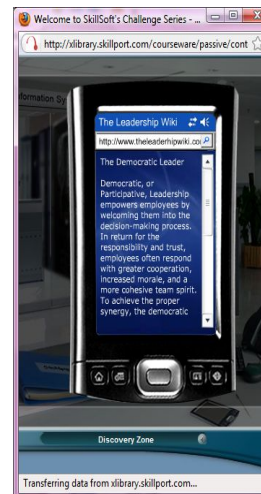 Welcome to SkillSoft's Challenge Series - ...
http://xlibrary.skillport.com/courseware/passive/cont
formation Sy
The Leadership Wiki
http://www.theleaderhipwiki.co
The Democratic Leader
Democratic, or
Participative, Leadership
empowers employees by
welcoming them into the
decision-making process.
In return for the
responsibility and trust,
employees often respond
with greater cooperation,
increased morale, and a
more cohesive team spirit.
To achieve the proper
synergy, the democratic
Discovery Zone
Transferring data from xlibrary.skillport.com...